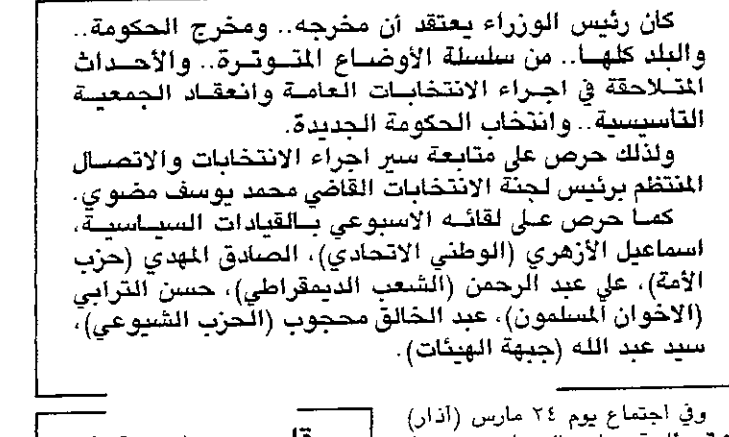 كان رئيس الوزراء يعتقد أن مخرجه.. ومخرج الحكومة..
والبلد كلها.. من سلسلة الأوضاع المتوترة.. والأحداث
المتلاحقة في اجراء الانتخابات العامة وانعقاد الجمعية
التأسيسية.. وانتخاب الحكومة الجديدة.
ولذلك حرص على متابعة سير اجراء الانتخابات والاتصال
المنتظم برئيس لجنة الانتخابات القاضي محمد يوسف مضوي.
كما حرص على لقائه الاسبوعي بالقيادات السياسية،
اسماعيل الأزهري (الوطني الاتحادي)، الصادق المهدي (حزب
الأمة)، علي عبد الرحمن (الشعب الديمقراطي)، حسن الترابي
(الاخوان المسلمون)، عبد الخالق محجوب (الحزب الشيوعي)،
سيد عبد الله (جبهة الهيئات).
وفي اجتماع يوم ٢٤ مارس (آذار)